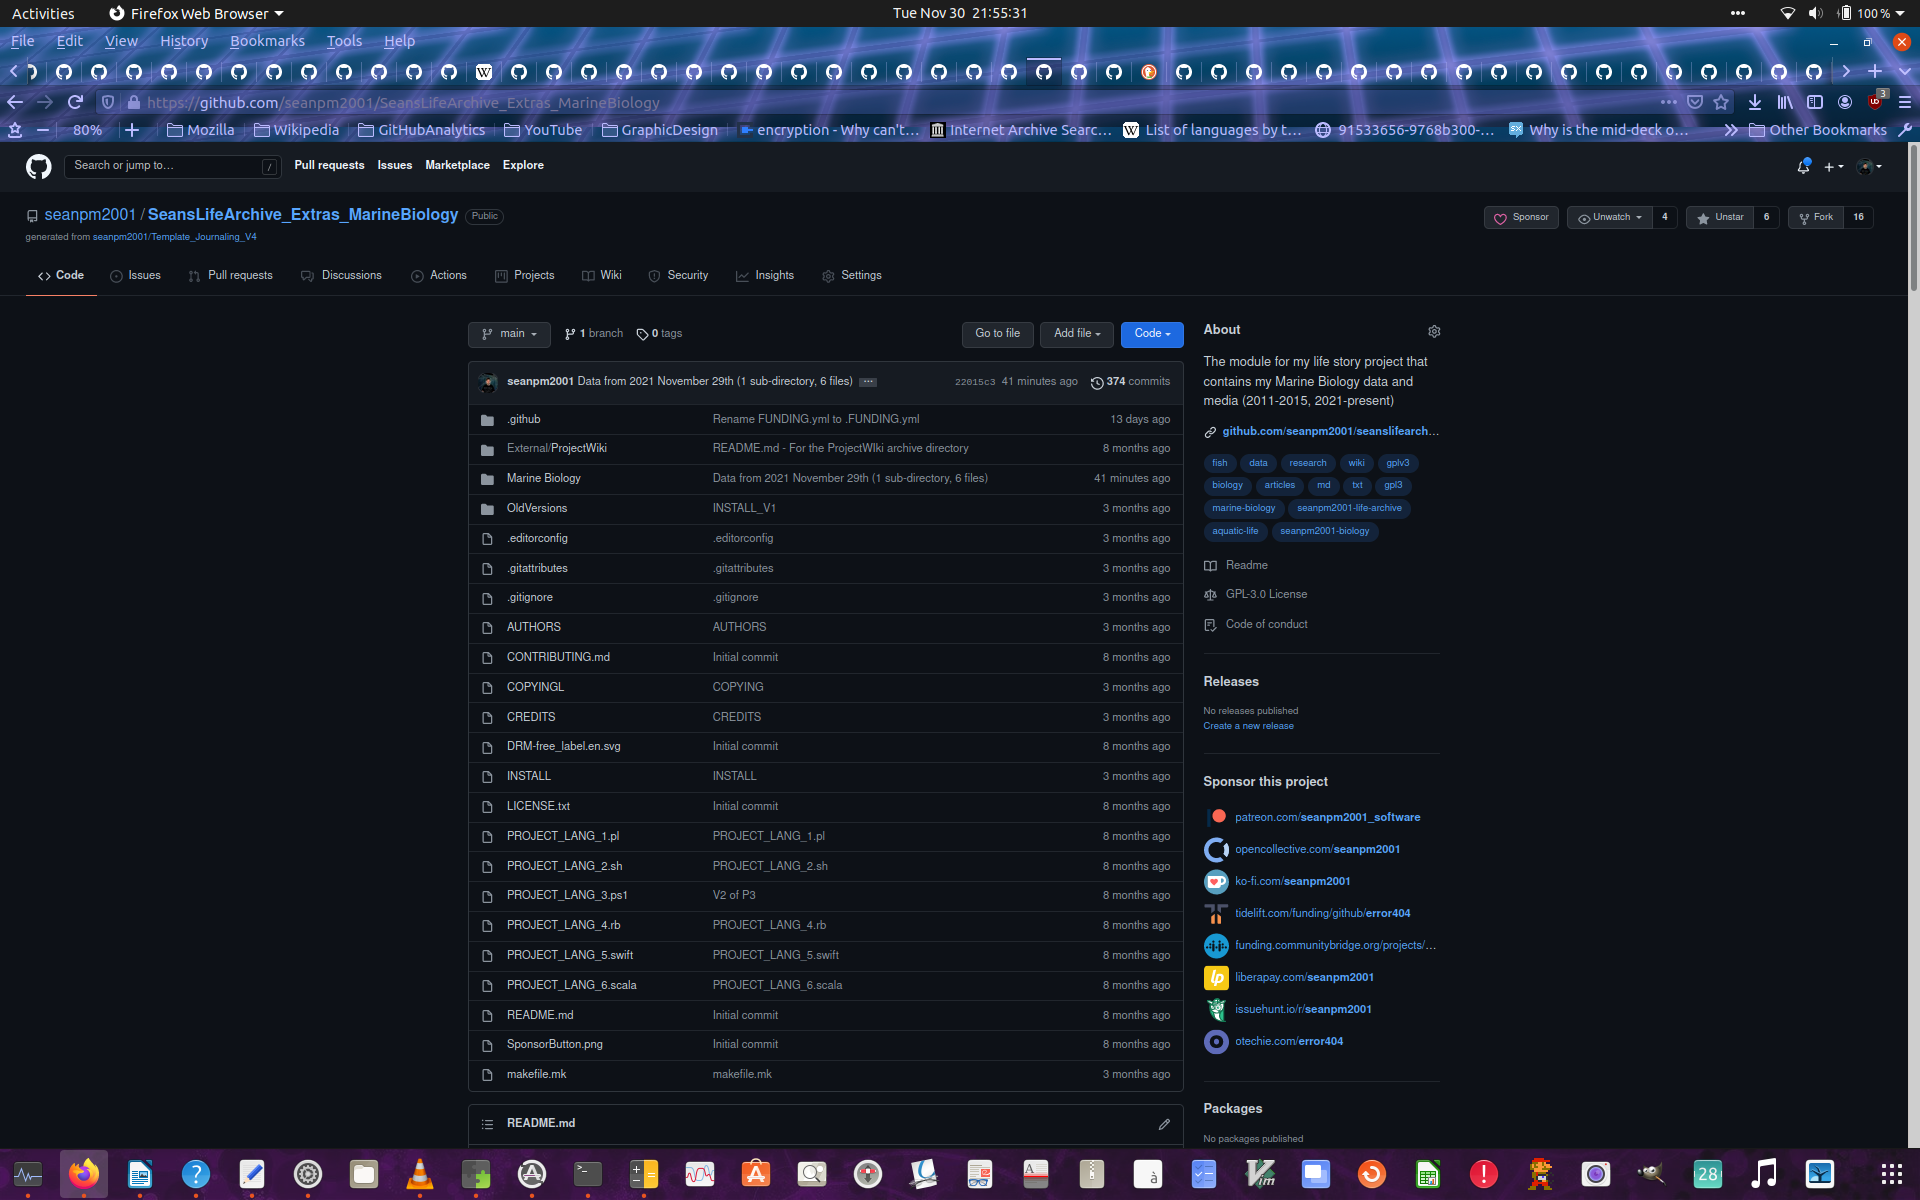 Activities Firefox Web Browser Tue Nov 30 21:55:31 100 %
File Edit View History Bookmarks Tools Help
https://github.com/seanpm2001/SeansLifeArchive_Extras_MarineBiology 3
80% Mozilla Wikipedia GitHubAnalytics YouTube GraphicDesign encryption - Why can't… Internet Archive Searc… List of languages by t… 91533656-9768b300-… Why is the mid-deck o… Other Bookmarks
Search or jump to… / Pull requests Issues Marketplace Explore
seanpm2001 / SeansLifeArchive_Extras_MarineBiology Public Sponsor Unwatch 4 Unstar 6 Fork 16
generated from seanpm2001/Template_Journaling_V4
Code Issues Pull requests Discussions Actions Projects Wiki Security Insights Settings
main 1 branch 0 tags Go to file Add file Code
seanpm2001 Data from 2021 November 29th (1 sub-directory, 6 files) ... 22015c3 41 minutes ago 374 commits
.github Rename FUNDING.yml to .FUNDING.yml 13 days ago
External/ProjectWiki README.md - For the ProjectWIki archive directory 8 months ago
Marine Biology Data from 2021 November 29th (1 sub-directory, 6 files) 41 minutes ago
OldVersions INSTALL_V1 3 months ago
.editorconfig .editorconfig 3 months ago
.gitattributes .gitattributes 3 months ago
.gitignore .gitignore 3 months ago
AUTHORS AUTHORS 3 months ago
CONTRIBUTING.md Initial commit 8 months ago
COPYINGL COPYING 3 months ago
CREDITS CREDITS 3 months ago
DRM-free_label.en.svg Initial commit 8 months ago
INSTALL INSTALL 3 months ago
LICENSE.txt Initial commit 8 months ago
PROJECT_LANG_1.pl PROJECT_LANG_1.pl 8 months ago
PROJECT_LANG_2.sh PROJECT_LANG_2.sh 8 months ago
PROJECT_LANG_3.ps1 V2 of P3 8 months ago
PROJECT_LANG_4.rb PROJECT_LANG_4.rb 8 months ago
PROJECT_LANG_5.swift PROJECT_LANG_5.swift 8 months ago
PROJECT_LANG_6.scala PROJECT_LANG_6.scala 8 months ago
README.md Initial commit 8 months ago
SponsorButton.png Initial commit 8 months ago
makefile.mk makefile.mk 3 months ago
README.md
About
The module for my life story project that
contains my Marine Biology data and
media (2011-2015, 2021-present)
github.com/seanpm2001/seanslifearch…
fish data research wiki gplv3
biology articles md txt gpl3
marine-biology seanpm2001-life-archive
aquatic-life seanpm2001-biology
Readme
GPL-3.0 License
Code of conduct
Releases
No releases published
Create a new release
Sponsor this project
patreon.com/seanpm2001_software
opencollective.com/seanpm2001
ko-fi.com/seanpm2001
tidelift.com/funding/github/error404
funding.communitybridge.org/projects/…
liberapay.com/seanpm2001
issuehunt.io/r/seanpm2001
otechie.com/error404
Packages
No packages published
28